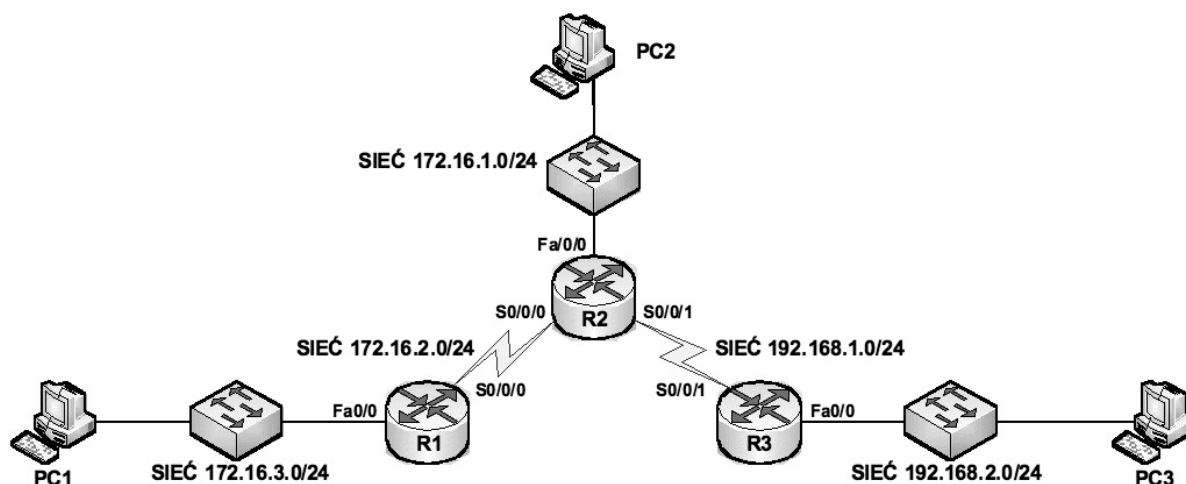 PC2
SIEĆ 172.16.1.0/24
Fa/0/0
R2
S0/0/0
S0/0/1
SIEĆ 172.16.2.0/24
SIEĆ 192.168.1.0/24
S0/0/0
S0/0/1
Fa0/0
R1
R3
Fa0/0
PC1
SIEĆ 172.16.3.0/24
SIEĆ 192.168.2.0/24
PC3